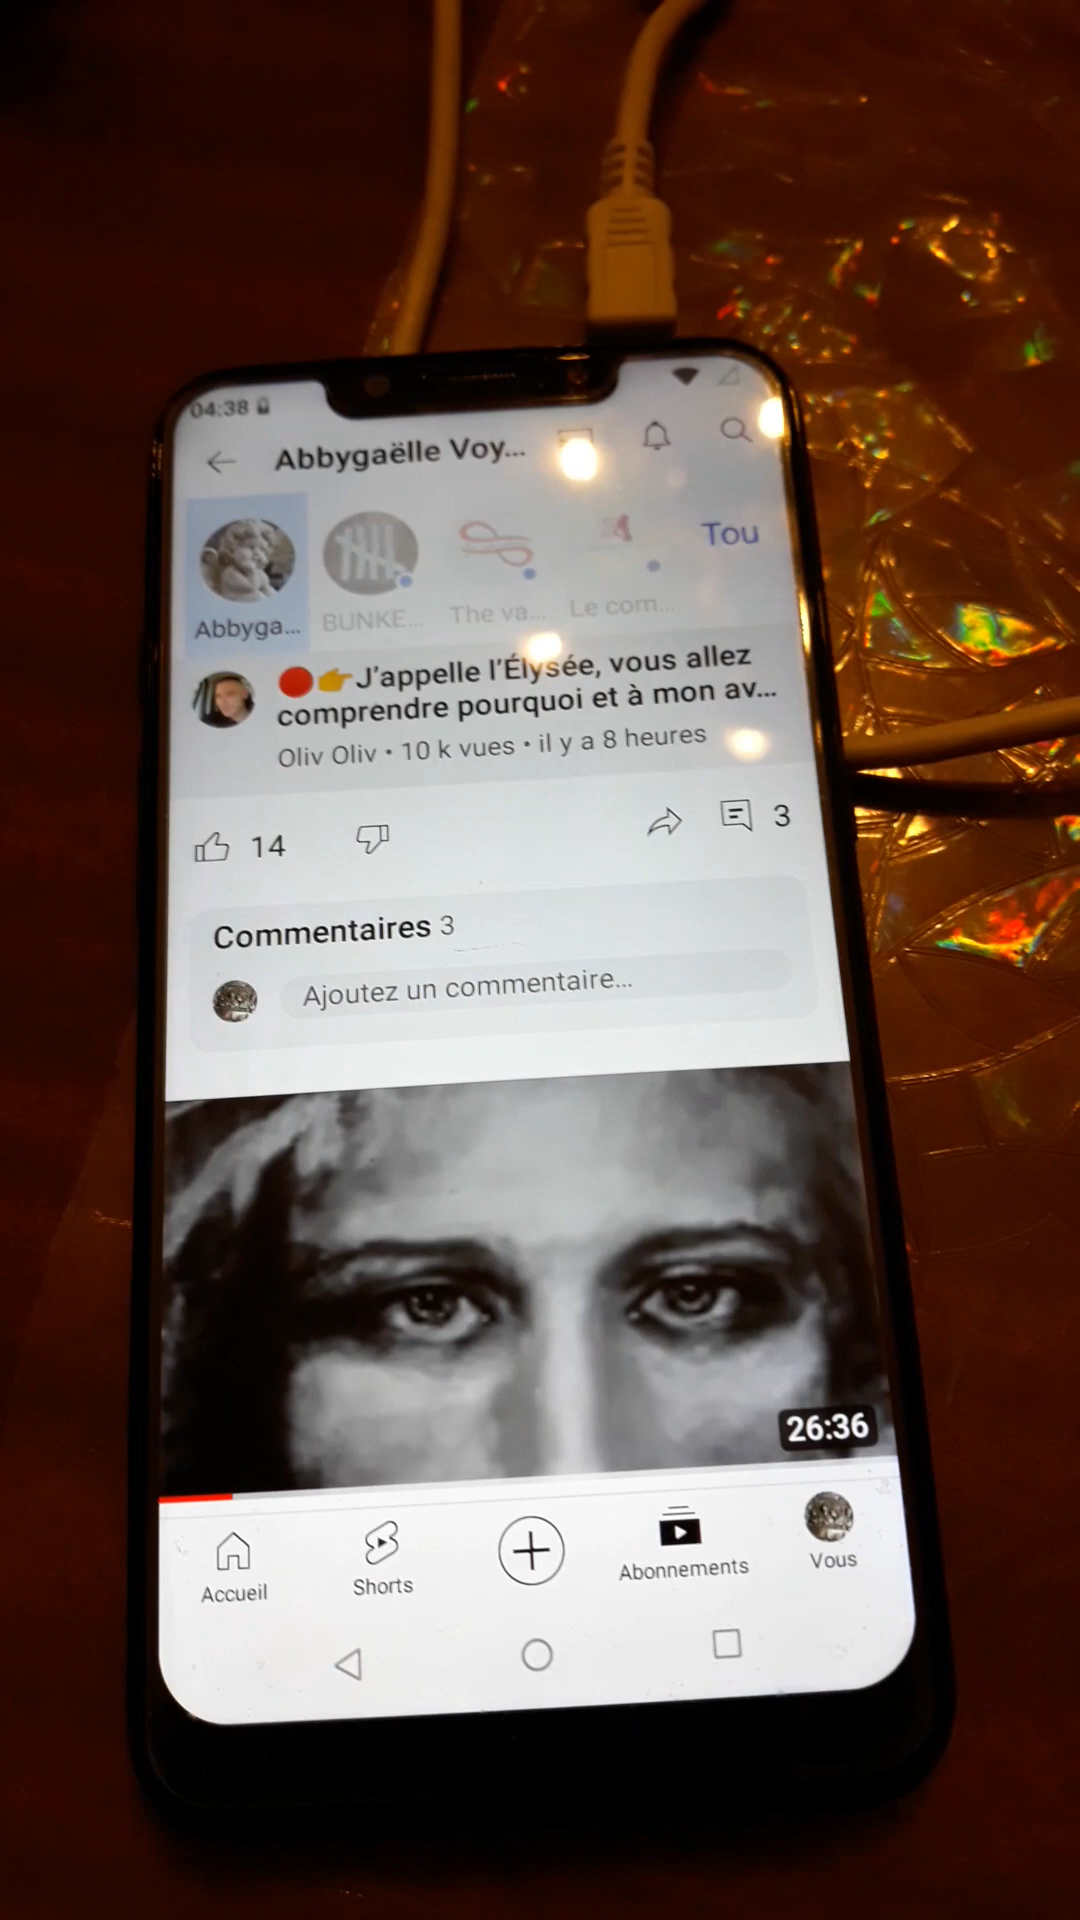 04:38
Abbygaëlle Voy...
Tou
Abbyga...
BUNKE...
The va...
Le com...
J'appelle l'Élysée, vous allez
comprendre pourquoi et à mon av...
Oliv Oliv • 10 k vues • il y a 8 heures
14
3
Commentaires 3
Ajoutez un commentaire...
26:36
Accueil
Shorts
Abonnements
Vous